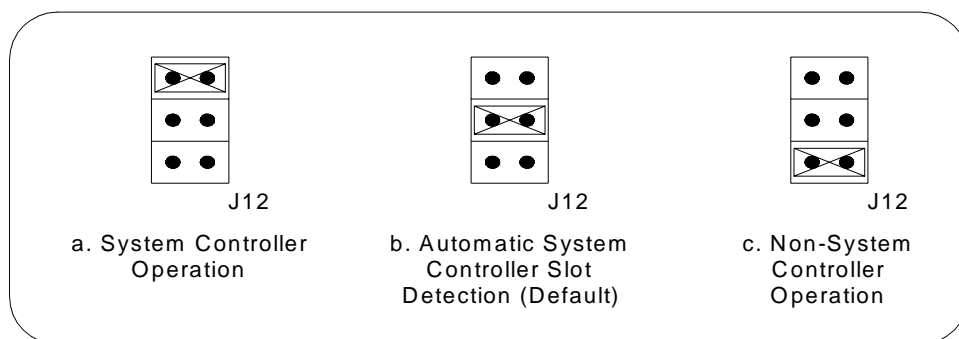 J12
a. System Controller
Operation
J12
b. Automatic System
Controller Slot
Detection (Default)
J12
c. Non-System
Controller
Operation